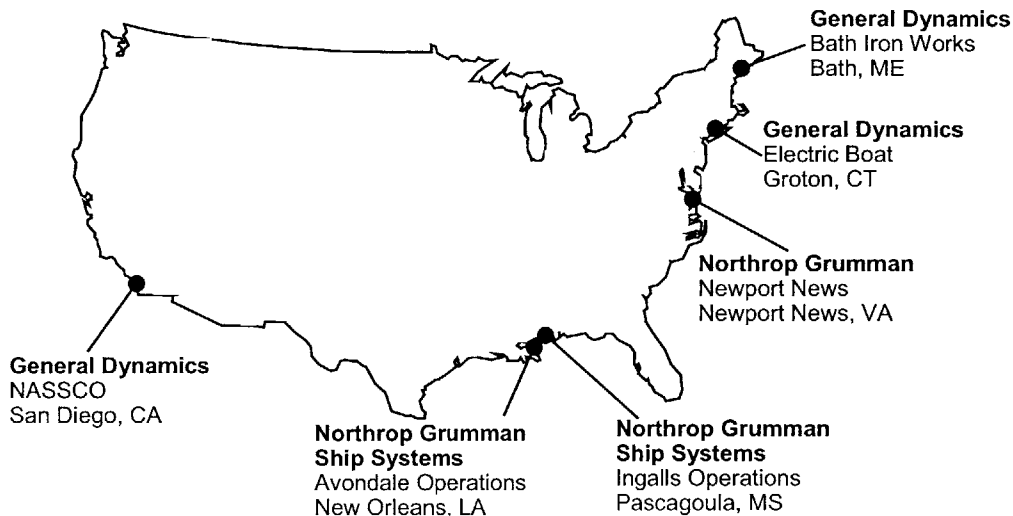 General Dynamics
Bath Iron Works
Bath, ME
General Dynamics
Electric Boat
Groton, CT
Northrop Grumman
Newport News
Newport News, VA
General Dynamics
NASSCO
San Diego, CA
Northrop Grumman
Ship Systems
Avondale Operations
New Orleans, LA
Northrop Grumman
Ship Systems
Ingalls Operations
Pascagoula, MS